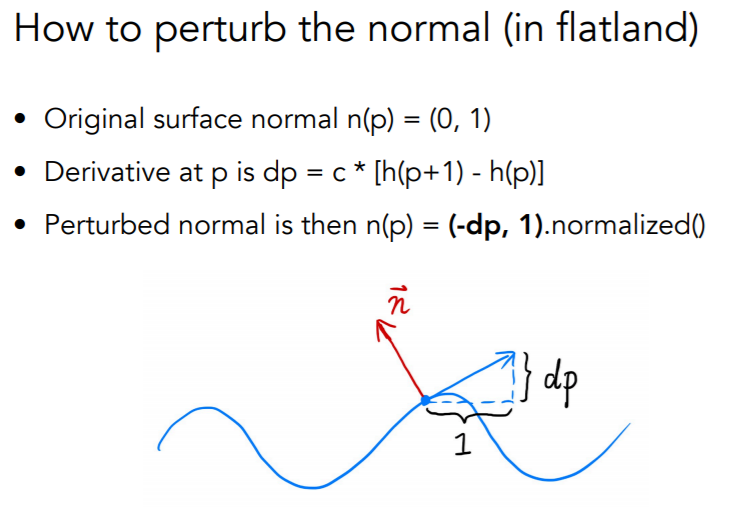 How to perturb the normal (in flatland)
• Original surface normal n(p) = (0, 1)
• Derivative at p is dp = c * [h(p+1) - h(p)]
• Perturbed normal is then n(p) = (-dp, 1).normalized()
n⃗
} dp
1